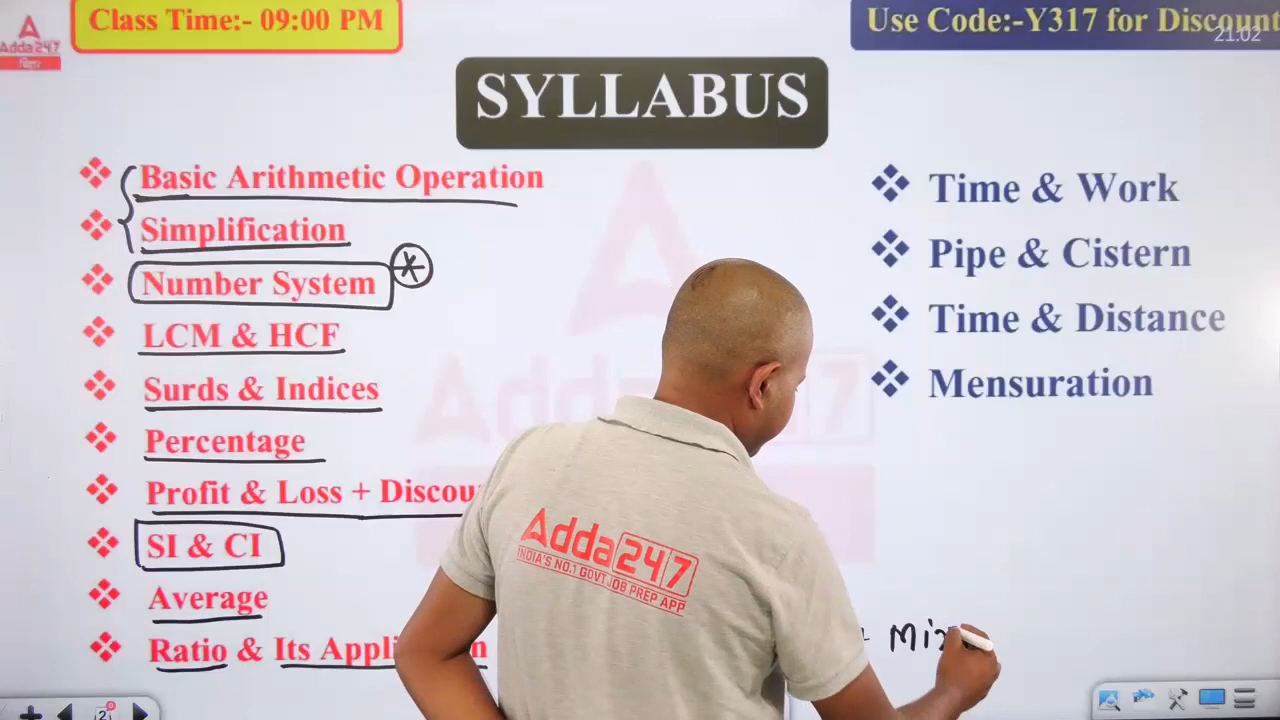 Class Time:- 09:00 PM
Use Code:-Y317 for Discount
21:02
Adda247
बिहार
SYLLABUS
Basic Arithmetic Operation
Simplification
Number System
LCM & HCF
Surds & Indices
Percentage
Profit & Loss + Discou
SI & CI
Average
Ratio & Its Appli
Time & Work
Pipe & Cistern
Time & Distance
Mensuration
Adda247
INDIA'S NO.1 GOVT JOB PREP APP
+ Mix
2